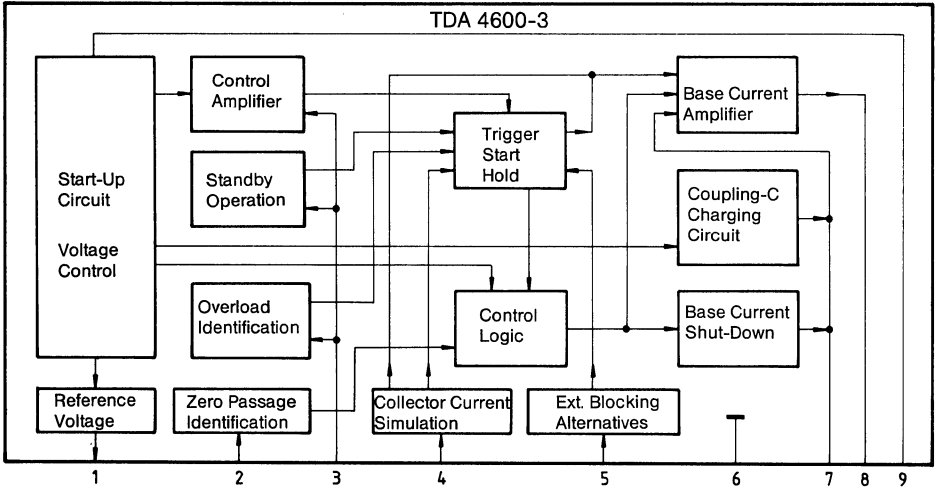 TDA 4600-3
Start-Up
Circuit
Voltage
Control
Control
Amplifier
Standby
Operation
Overload
Identification
Trigger
Start
Hold
Control
Logic
Base Current
Amplifier
Coupling-C
Charging
Circuit
Base Current
Shut-Down
Reference
Voltage
Zero Passage
Identification
Collector Current
Simulation
Ext. Blocking
Alternatives
1 2 3 4 5 6 7 8 9